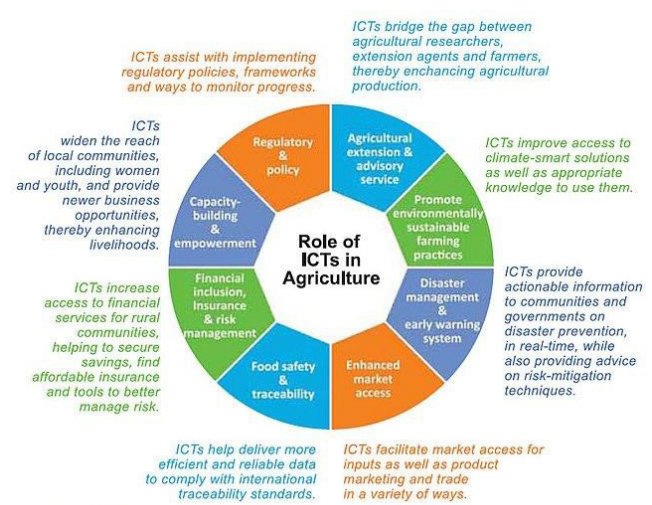 Role of
ICTs in
Agriculture
ICTs bridge the gap between
agricultural researchers,
extension agents and farmers,
thereby enchancing agricultural
production.
Agricultural
extension &
advisory
service
ICTs improve access to
climate-smart solutions
as well as appropriate
knowledge to use them.
Promote
environmentally
sustainable
farming
practices
ICTs provide
actionable information
to communities and
governments on
disaster prevention,
in real-time, while
also providing advice
on risk-mitigation
techniques.
Disaster
management
&
early warning
system
ICTs facilitate market access for
inputs as well as product
marketing and trade
in a variety of ways.
Enhanced
market
access
ICTs help deliver more
efficient and reliable data
to comply with international
traceability standards.
Food safety
&
traceability
ICTs increase
access to financial
services for rural
communities,
helping to secure
savings, find
affordable insurance
and tools to better
manage risk.
Financial
inclusion,
Insurance
& risk
management
ICTs
widen the reach
of local communities,
including women
and youth, and provide
newer business
opportunities,
thereby enhancing
livelihoods.
Capacity-
building
&
empowerment
ICTs assist with implementing
regulatory policies, frameworks
and ways to monitor progress.
Regulatory
&
policy